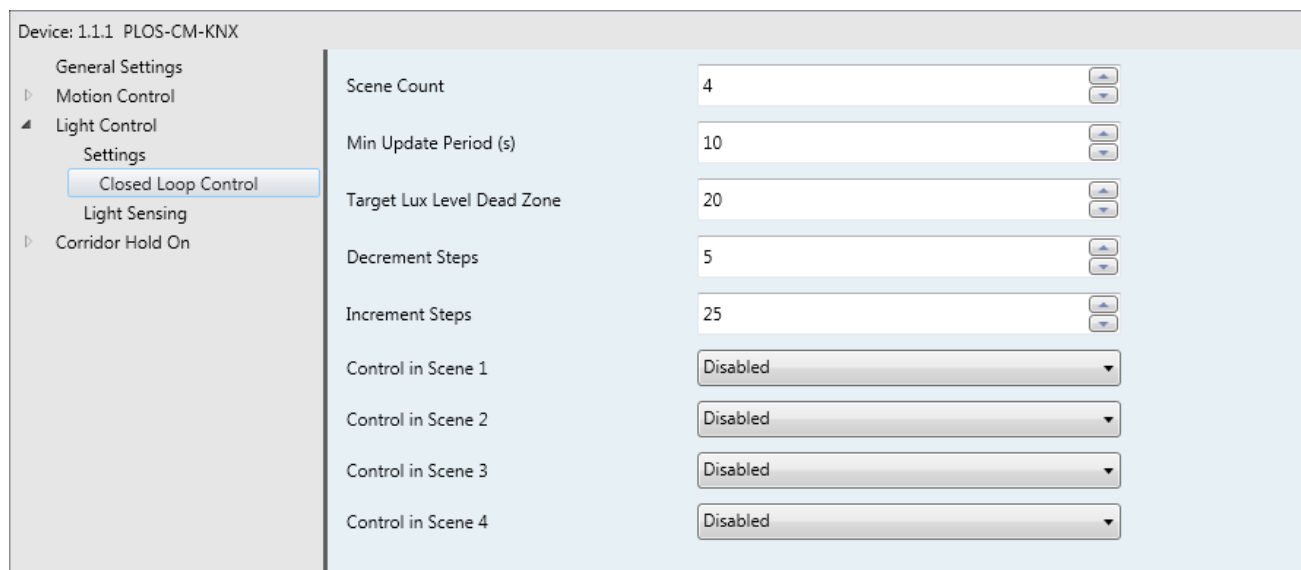 Device: 1.1.1 PLOS-CM-KNX
General Settings
Motion Control
Light Control
Settings
Closed Loop Control
Light Sensing
Corridor Hold On
Scene Count 4
Min Update Period (s) 10
Target Lux Level Dead Zone 20
Decrement Steps 5
Increment Steps 25
Control in Scene 1 Disabled
Control in Scene 2 Disabled
Control in Scene 3 Disabled
Control in Scene 4 Disabled